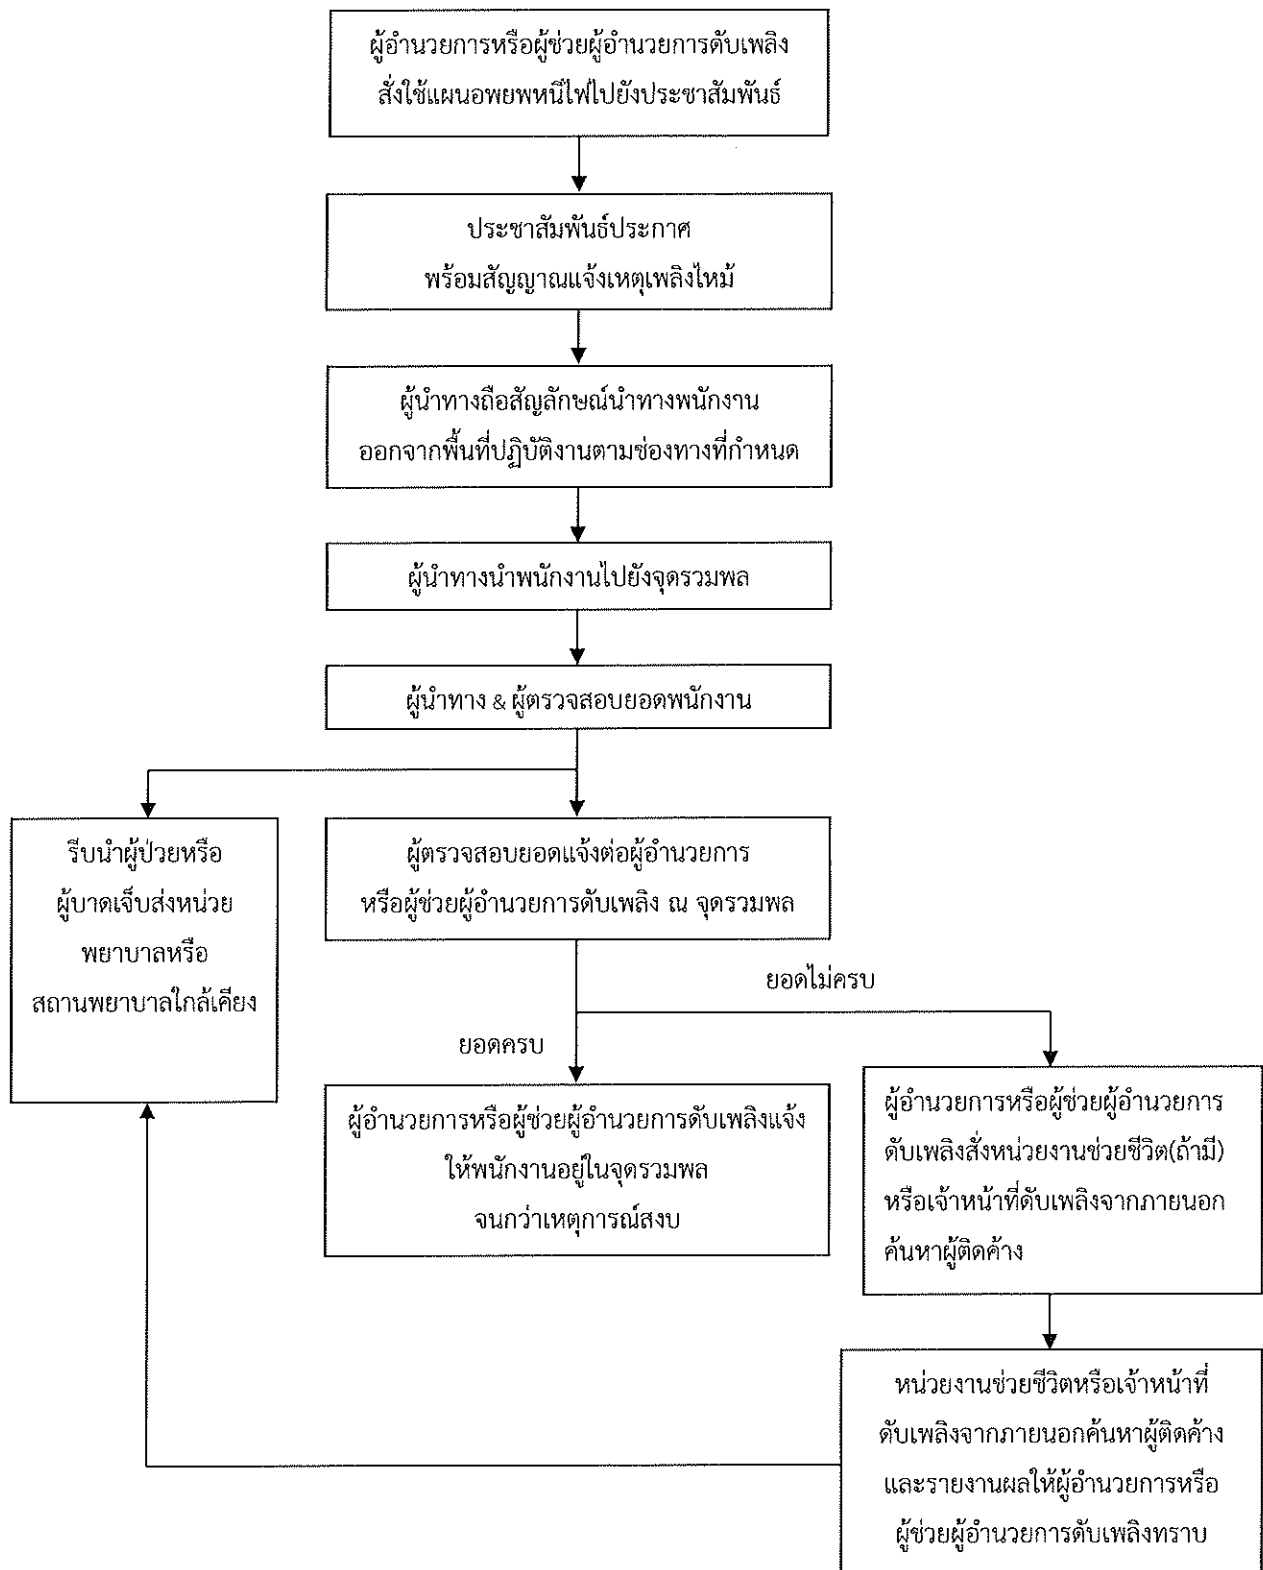 ผู้อำนวยการหรือผู้ช่วยผู้อำนวยการดับเพลิง
สั่งใช้แผนอพยพหนีไฟไปยังประชาสัมพันธ์
ประชาสัมพันธ์ประกาศ
พร้อมสัญญาณแจ้งเหตุเพลิงไหม้
ผู้นำทางถือสัญลักษณ์นำทางพนักงาน
ออกจากพื้นที่ปฏิบัติงานตามช่องทางที่กำหนด
ผู้นำทางนำพนักงานไปยังจุดรวมพล
ผู้นำทาง & ผู้ตรวจสอบยอดพนักงาน
รีบนำผู้ป่วยหรือ
ผู้บาดเจ็บส่งหน่วย
พยาบาลหรือ
สถานพยาบาลใกล้เคียง
ผู้ตรวจสอบยอดแจ้งต่อผู้อำนวยการ
หรือผู้ช่วยผู้อำนวยการดับเพลิง ณ จุดรวมพล
ยอดไม่ครบ
ยอดครบ
ผู้อำนวยการหรือผู้ช่วยผู้อำนวยการดับเพลิงแจ้ง
ให้พนักงานอยู่ในจุดรวมพล
จนกว่าเหตุการณ์สงบ
ผู้อำนวยการหรือผู้ช่วยผู้อำนวยการ
ดับเพลิงสั่งหน่วยงานช่วยชีวิต(ถ้ามี)
หรือเจ้าหน้าที่ดับเพลิงจากภายนอก
ค้นหาผู้ติดค้าง
หน่วยงานช่วยชีวิตหรือเจ้าหน้าที่
ดับเพลิงจากภายนอกค้นหาผู้ติดค้าง
และรายงานผลให้ผู้อำนวยการหรือ
ผู้ช่วยผู้อำนวยการดับเพลิงทราบ